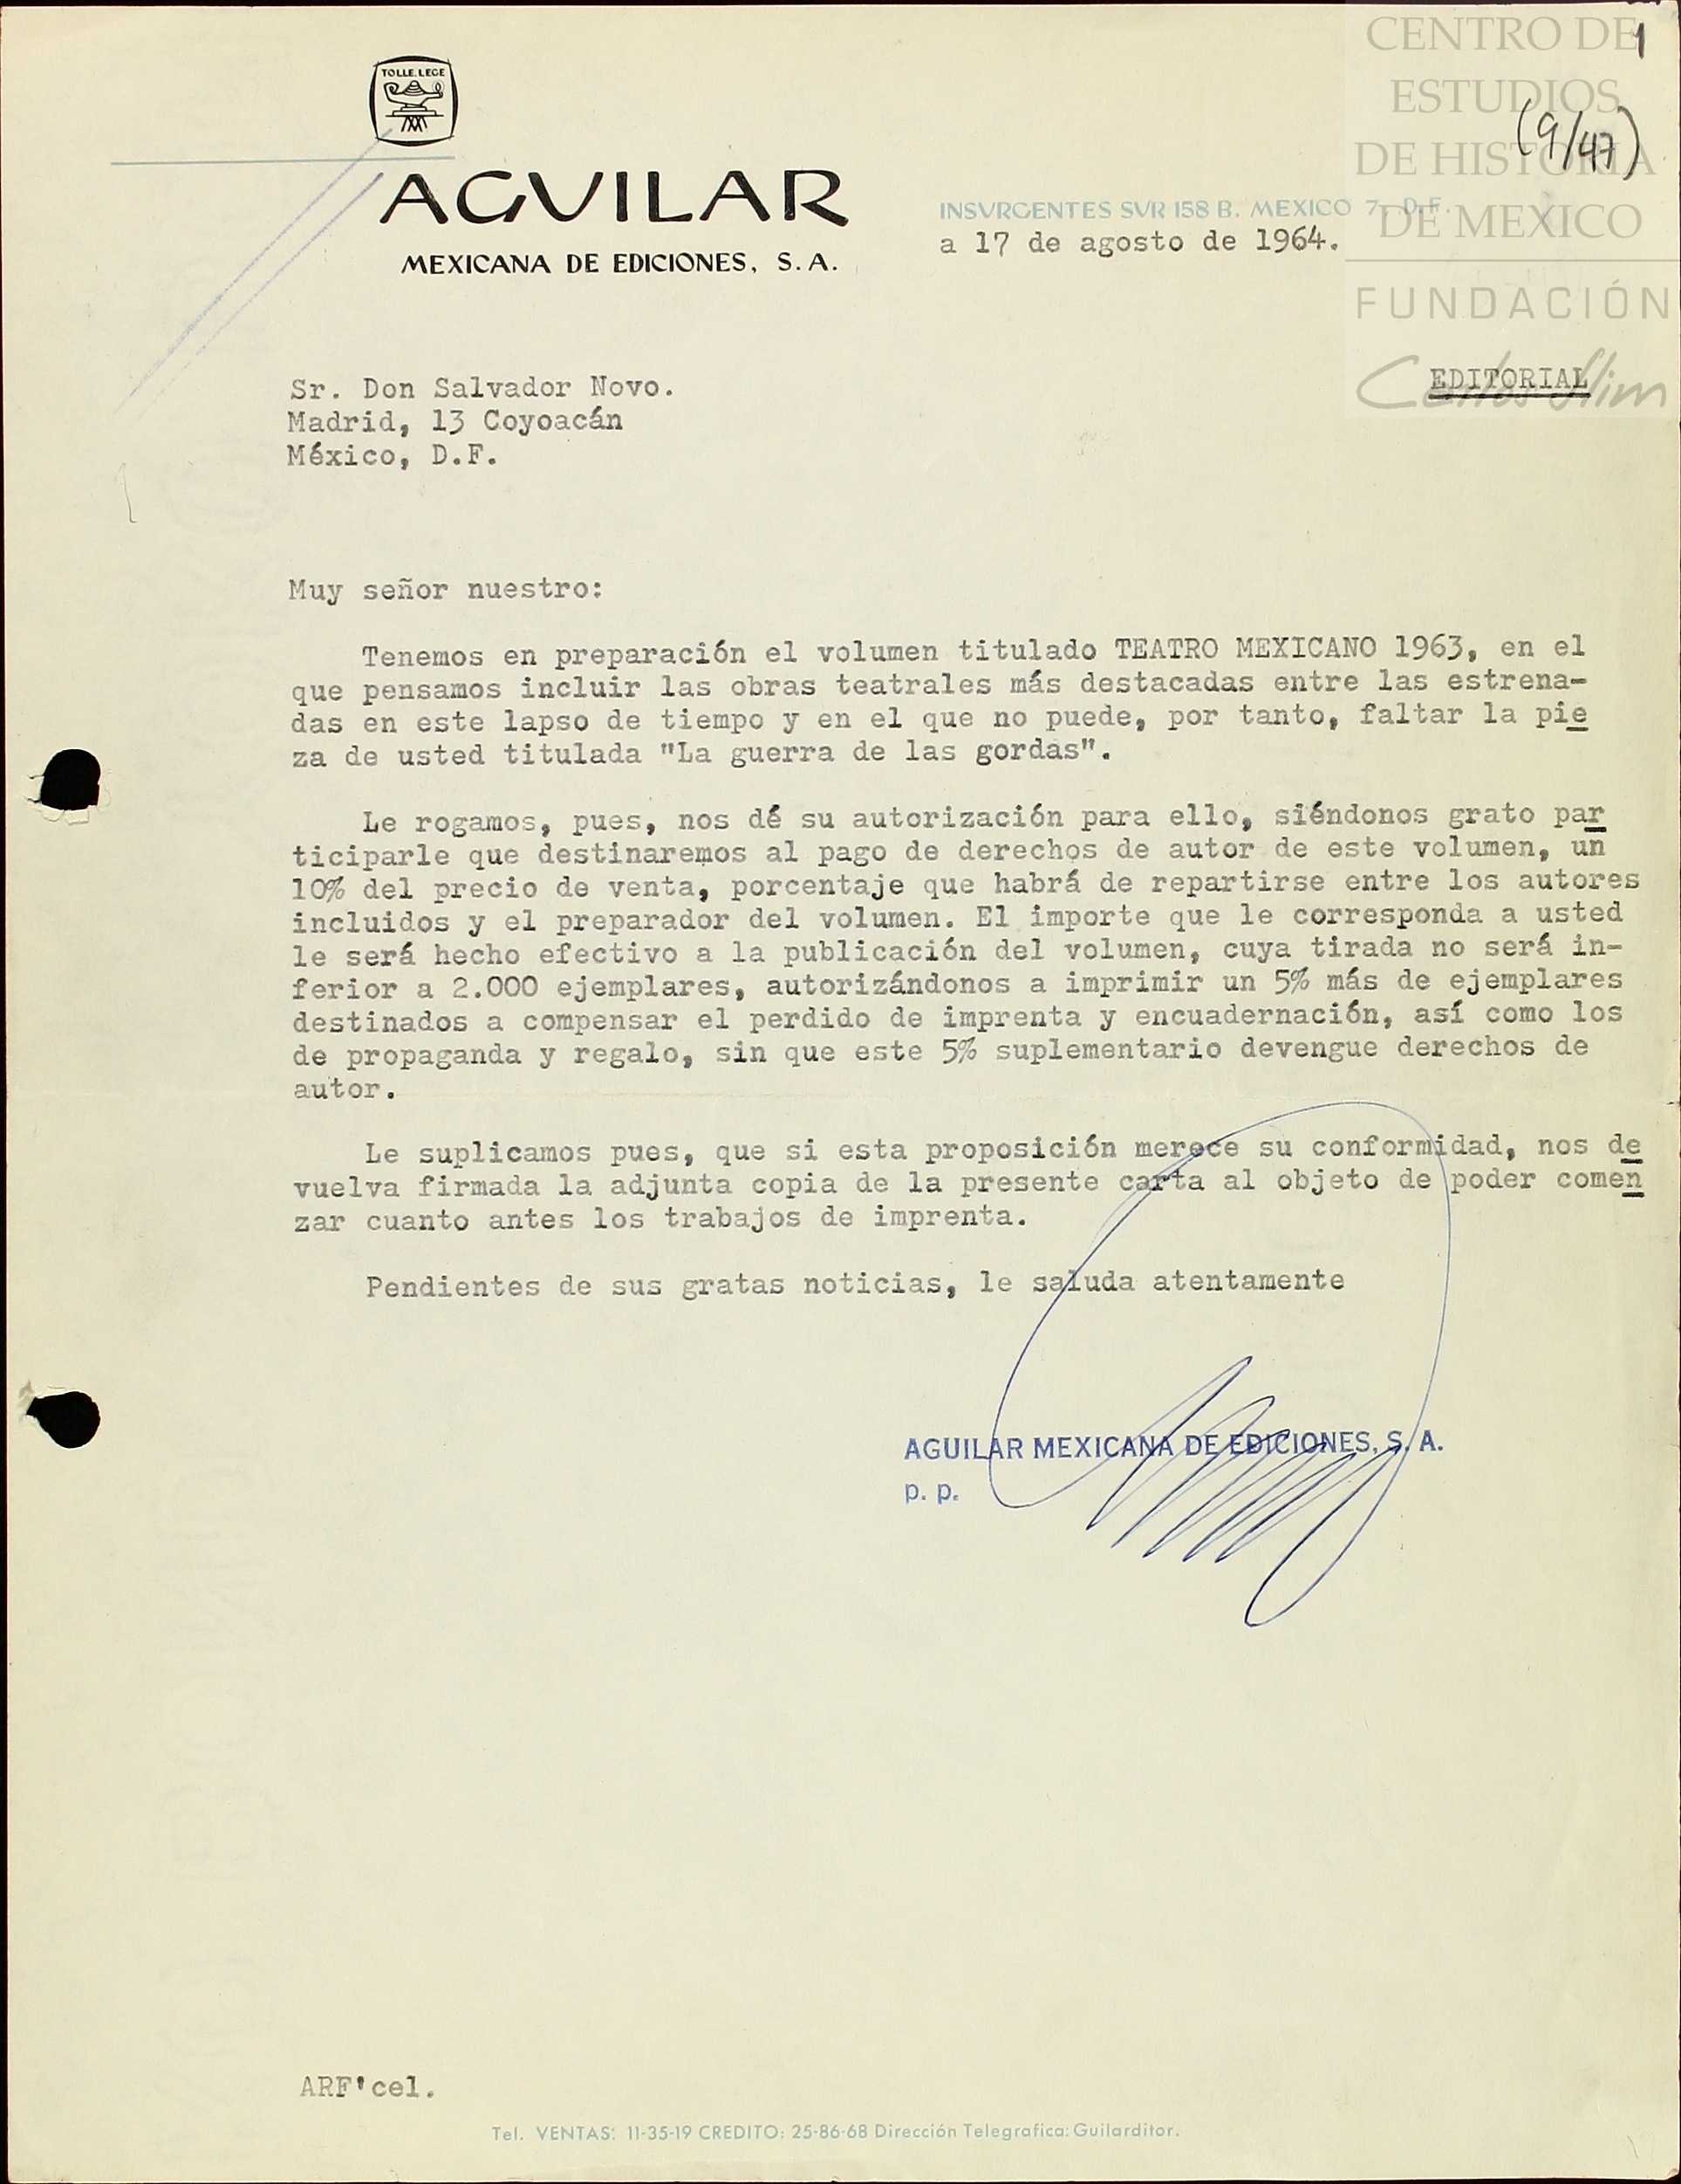 CENTRO DE
ESTUDIOS
DE HISTORIA
DE MEXICO
FUNDACIÓN
Carlos Slim
1
(9/47)
TOLLE, LEGE
AGUILAR
MEXICANA DE EDICIONES, S. A.
INSURGENTES SUR 158 B. MEXICO 7, D. F.
a 17 de agosto de 1964.
EDITORIAL
Sr. Don Salvador Novo.
Madrid, 13 Coyoacán
México, D.F.
Muy señor nuestro:
Tenemos en preparación el volumen titulado TEATRO MEXICANO 1963, en el
que pensamos incluir las obras teatrales más destacadas entre las estrena-
das en este lapso de tiempo y en el que no puede, por tanto, faltar la pie
za de usted titulada "La guerra de las gordas".
Le rogamos, pues, nos dé su autorización para ello, siéndonos grato par
ticiparle que destinaremos al pago de derechos de autor de este volumen, un
10% del precio de venta, porcentaje que habrá de repartirse entre los autores
incluidos y el preparador del volumen. El importe que le corresponda a usted
le será hecho efectivo a la publicación del volumen, cuya tirada no será in-
ferior a 2.000 ejemplares, autorizándonos a imprimir un 5% más de ejemplares
destinados a compensar el perdido de imprenta y encuadernación, así como los
de propaganda y regalo, sin que este 5% suplementario devengue derechos de
autor.
Le suplicamos pues, que si esta proposición merece su conformidad, nos de
vuelva firmada la adjunta copia de la presente carta al objeto de poder comen
zar cuanto antes los trabajos de imprenta.
Pendientes de sus gratas noticias, le saluda atentamente
AGUILAR MEXICANA DE EDICIONES, S. A.
p. p.
ARF'cel.
Tel. VENTAS: 11-35-19 CREDITO: 25-86-68 Dirección Telegrafica: Guilarditor.